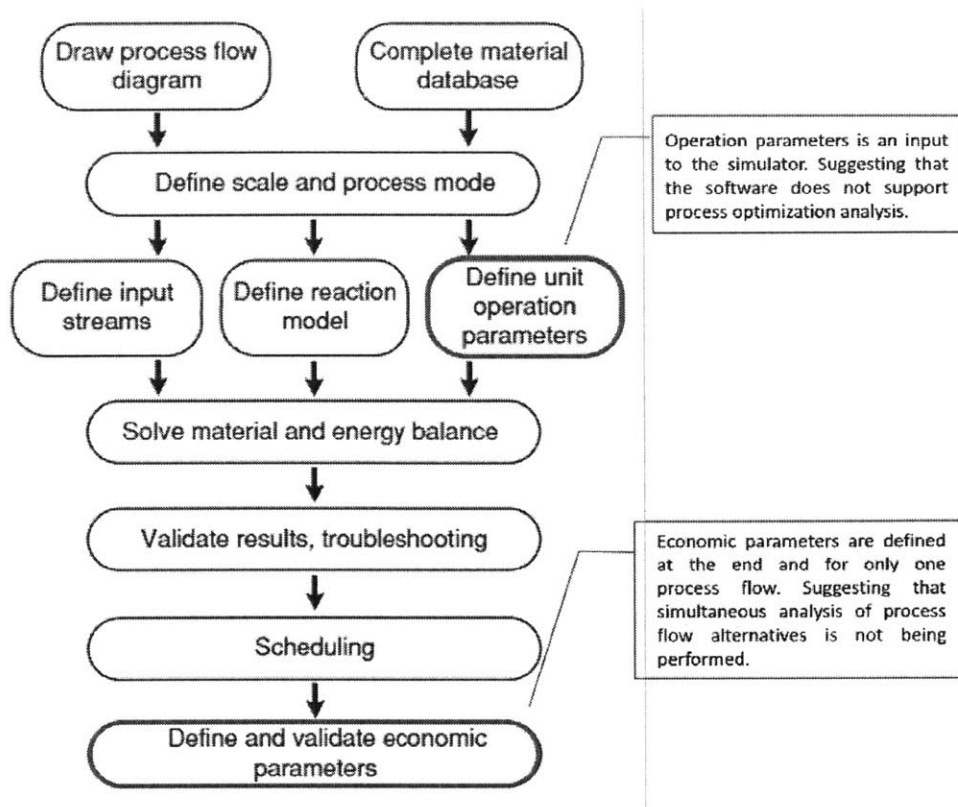 Draw process flow
diagram
Complete material
database
Define scale and process mode
Define input
streams
Define reaction
model
Define unit
operation
parameters
Solve material and energy balance
Validate results, troubleshooting
Scheduling
Define and validate economic
parameters
Operation parameters is an input
to the simulator. Suggesting that
the software does not support
process optimization analysis.
Economic parameters are defined
at the end and for only one
process flow. Suggesting that
simultaneous analysis of process
flow alternatives is not being
performed.